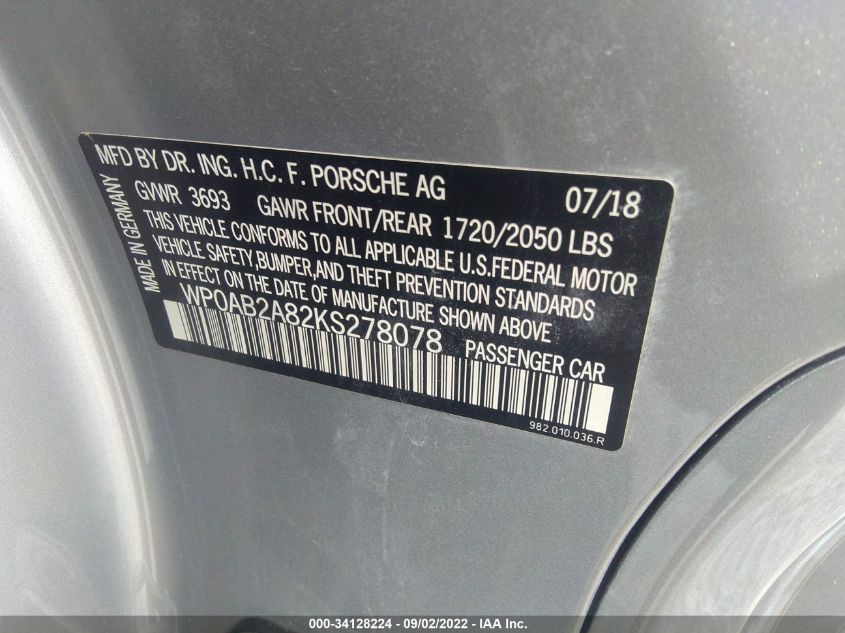 MFD BY DR. ING. H.C. F. PORSCHE AG 07/18
GVWR 3693 GAWR FRONT/REAR 1720/2050 LBS
THIS VEHICLE CONFORMS TO ALL APPLICABLE U.S.FEDERAL MOTOR
VEHICLE SAFETY,BUMPER,AND THEFT PREVENTION STANDARDS
IN EFFECT ON THE DATE OF MANUFACTURE SHOWN ABOVE
WP0AB2A82KS278078 PASSENGER CAR
982.010.036.R
MADE IN GERMANY
000-34128224 - 09/02/2022 - IAA Inc.